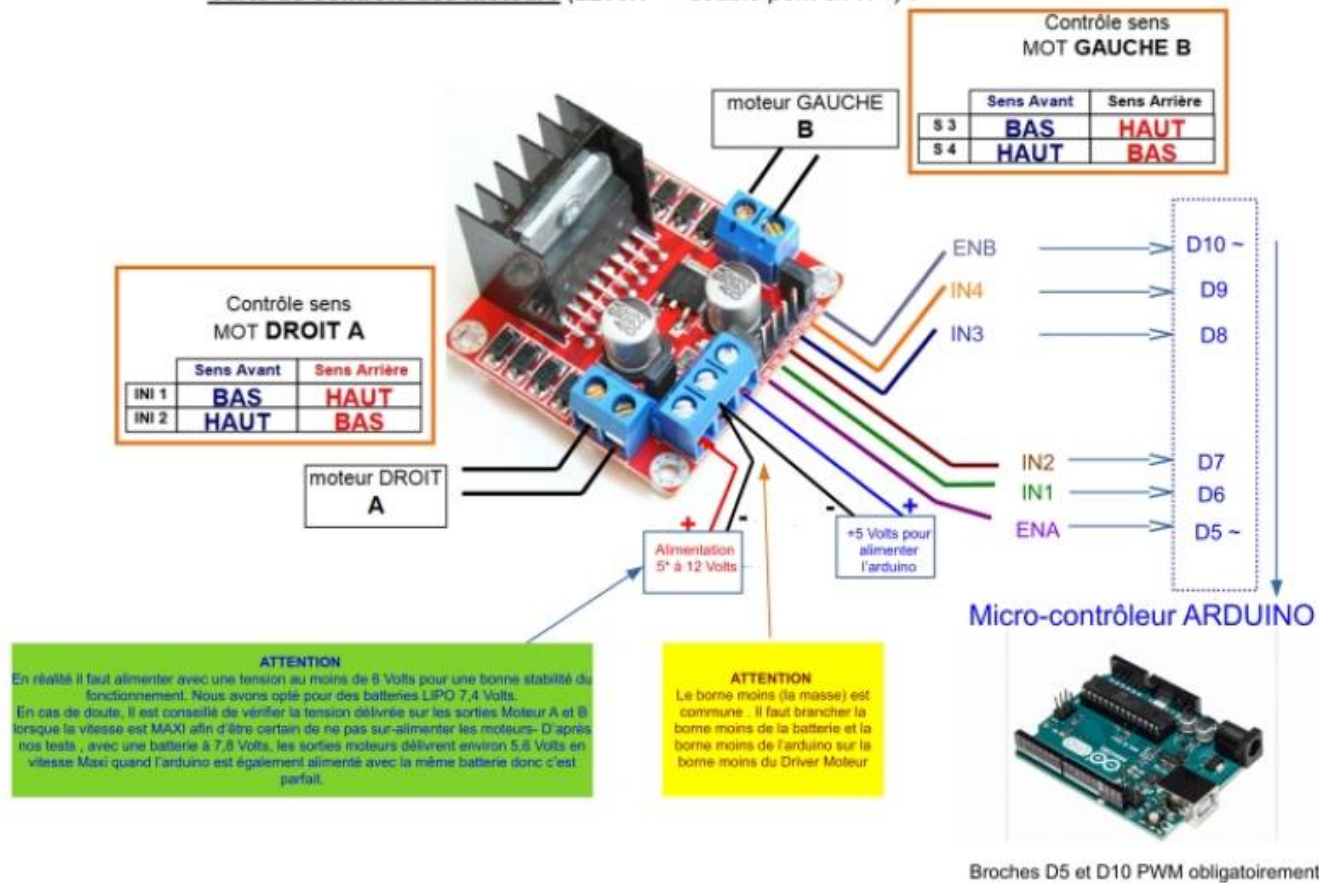 Contrôle sens
MOT GAUCHE B
Sens Avant Sens Arrière
S 3 BAS HAUT
S 4 HAUT BAS
moteur GAUCHE
B
ENB D10 ~
IN4 D9
IN3 D8
Contrôle sens
MOT DROIT A
Sens Avant Sens Arrière
INI 1 BAS HAUT
INI 2 HAUT BAS
moteur DROIT
A
IN2 D7
IN1 D6
ENA D5 ~
+ -
Alimentation
5* à 12 Volts
- +
+5 Volts pour
alimenter
l'arduino
Micro-contrôleur ARDUINO
ATTENTION
En réalité il faut alimenter avec une tension au moins de 6 Volts pour une bonne stabilité du
fonctionnement. Nous avons opté pour des batteries LIPO 7,4 Volts.
En cas de doute, Il est conseillé de vérifier la tension délivrée sur les sorties Moteur A et B
lorsque la vitesse est MAXI afin d'être certain de ne pas sur-alimenter les moteurs- D'après
nos tests , avec une batterie à 7,8 Volts, les sorties moteurs délivrent environ 5,6 Volts en
vitesse Maxi quand l'arduino est également alimenté avec la même batterie donc c'est
parfait.
ATTENTION
Le borne moins (la masse) est
commune . Il faut brancher la
borne moins de la batterie et la
borne moins de l'arduino sur la
borne moins du Driver Moteur
Broches D5 et D10 PWM obligatoirement